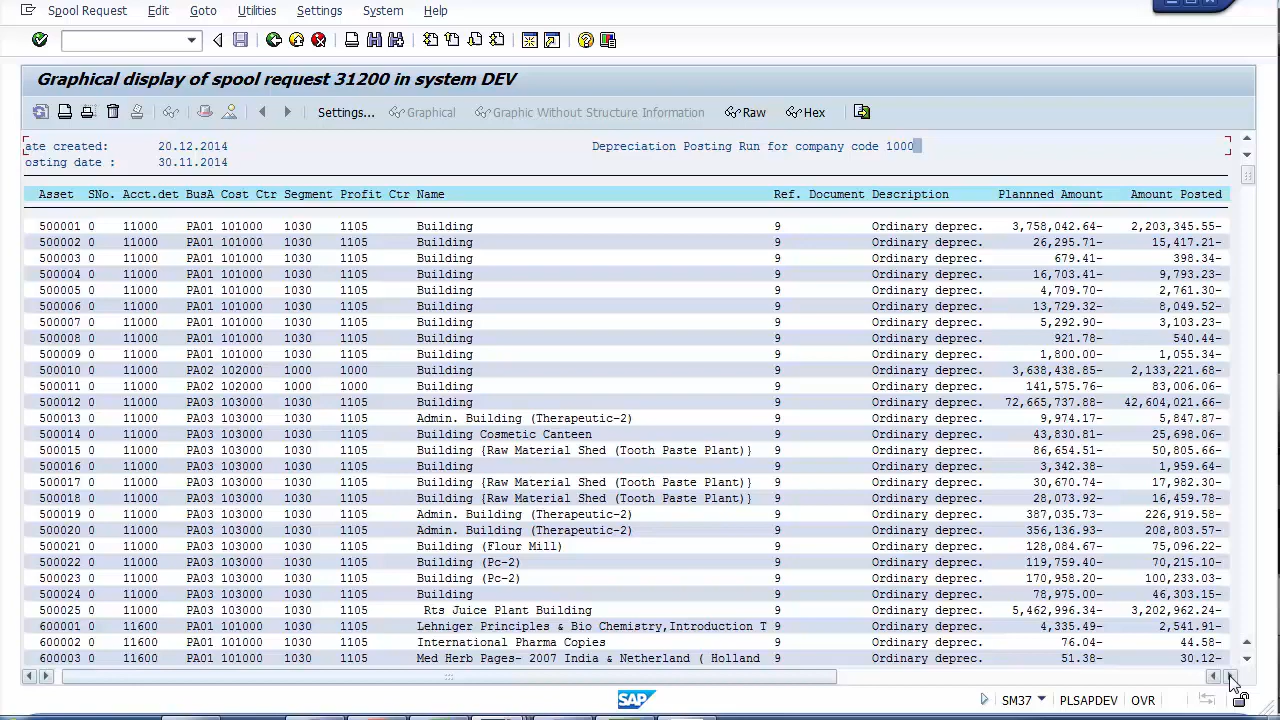 Spool Request Edit Goto Utilities Settings System Help
Graphical display of spool request 31200 in system DEV
Settings... Graphical Graphic Without Structure Information Raw Hex
ate created: 20.12.2014 Depreciation Posting Run for company code 1000
osting date : 30.11.2014
Asset SNo. Acct.det BusA Cost Ctr Segment Profit Ctr Name Ref. Document Description Plannned Amount Amount Posted
500001 0 11000 PA01 101000 1030 1105 Building 9 Ordinary deprec. 3,758,042.64- 2,203,345.55-
500002 0 11000 PA01 101000 1030 1105 Building 9 Ordinary deprec. 26,295.71- 15,417.21-
500003 0 11000 PA01 101000 1030 1105 Building 9 Ordinary deprec. 679.41- 398.34-
500004 0 11000 PA01 101000 1030 1105 Building 9 Ordinary deprec. 16,703.41- 9,793.23-
500005 0 11000 PA01 101000 1030 1105 Building 9 Ordinary deprec. 4,709.70- 2,761.30-
500006 0 11000 PA01 101000 1030 1105 Building 9 Ordinary deprec. 13,729.32- 8,049.52-
500007 0 11000 PA01 101000 1030 1105 Building 9 Ordinary deprec. 5,292.90- 3,103.23-
500008 0 11000 PA01 101000 1030 1105 Building 9 Ordinary deprec. 921.78- 540.44-
500009 0 11000 PA01 101000 1030 1105 Building 9 Ordinary deprec. 1,800.00- 1,055.34-
500010 0 11000 PA02 102000 1000 1000 Building 9 Ordinary deprec. 3,638,438.85- 2,133,221.68-
500011 0 11000 PA02 102000 1000 1000 Building 9 Ordinary deprec. 141,575.76- 83,006.06-
500012 0 11000 PA03 103000 1030 1105 Building 9 Ordinary deprec. 72,665,737.88- 42,604,021.66-
500013 0 11000 PA03 103000 1030 1105 Admin. Building (Therapeutic-2) 9 Ordinary deprec. 9,974.17- 5,847.87-
500014 0 11000 PA03 103000 1030 1105 Building Cosmetic Canteen 9 Ordinary deprec. 43,830.81- 25,698.06-
500015 0 11000 PA03 103000 1030 1105 Building {Raw Material Shed (Tooth Paste Plant)} 9 Ordinary deprec. 86,654.51- 50,805.66-
500016 0 11000 PA03 103000 1030 1105 Building 9 Ordinary deprec. 3,342.38- 1,959.64-
500017 0 11000 PA03 103000 1030 1105 Building {Raw Material Shed (Tooth Paste Plant)} 9 Ordinary deprec. 30,670.74- 17,982.30-
500018 0 11000 PA03 103000 1030 1105 Building {Raw Material Shed (Tooth Paste Plant)} 9 Ordinary deprec. 28,073.92- 16,459.78-
500019 0 11000 PA03 103000 1030 1105 Admin. Building (Therapeutic-2) 9 Ordinary deprec. 387,035.73- 226,919.58-
500020 0 11000 PA03 103000 1030 1105 Admin. Building (Therapeutic-2) 9 Ordinary deprec. 356,136.93- 208,803.57-
500021 0 11000 PA03 103000 1030 1105 Building (Flour Mill) 9 Ordinary deprec. 128,084.67- 75,096.22-
500022 0 11000 PA03 103000 1030 1105 Building (Pc-2) 9 Ordinary deprec. 119,759.40- 70,215.10-
500023 0 11000 PA03 103000 1030 1105 Building (Pc-2) 9 Ordinary deprec. 170,958.20- 100,233.03-
500024 0 11000 PA03 103000 1030 1105 Building 9 Ordinary deprec. 78,975.00- 46,303.15-
500025 0 11000 PA03 103000 1030 1105 Rts Juice Plant Building 9 Ordinary deprec. 5,462,996.34- 3,202,962.24-
600001 0 11600 PA01 101000 1030 1105 Lehniger Principles & Bio Chemistry,Introduction T 9 Ordinary deprec. 4,335.49- 2,541.91-
600002 0 11600 PA01 101000 1030 1105 International Pharma Copies 9 Ordinary deprec. 76.04- 44.58-
600003 0 11600 PA01 101000 1030 1105 Med Herb Pages- 2007 India & Netherland ( Holland 9 Ordinary deprec. 51.38- 30.12-
SAP SM37 PLSAPDEV OVR